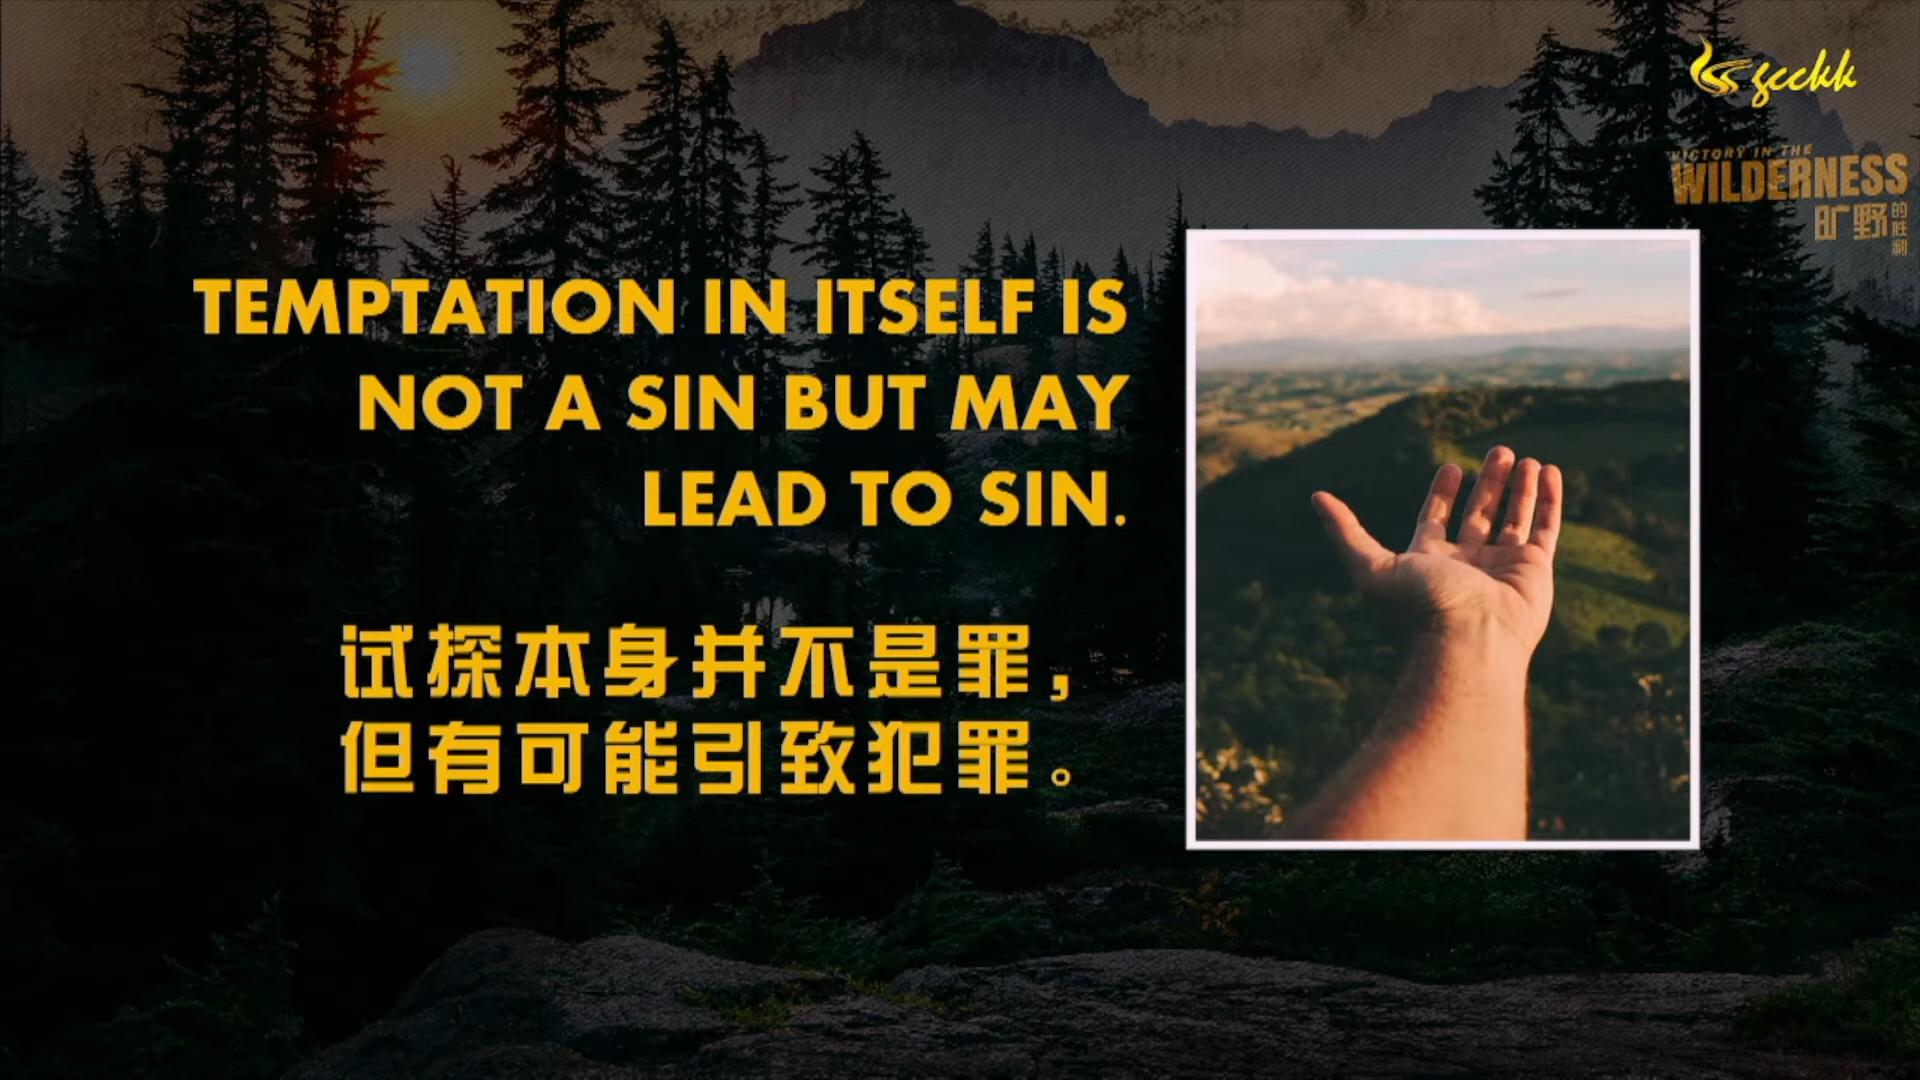 gcckk
VICTORY IN THE
WILDERNESS
旷野的胜利
TEMPTATION IN ITSELF IS
NOT A SIN BUT MAY
LEAD TO SIN.
试探本身并不是罪，
但有可能引致犯罪。